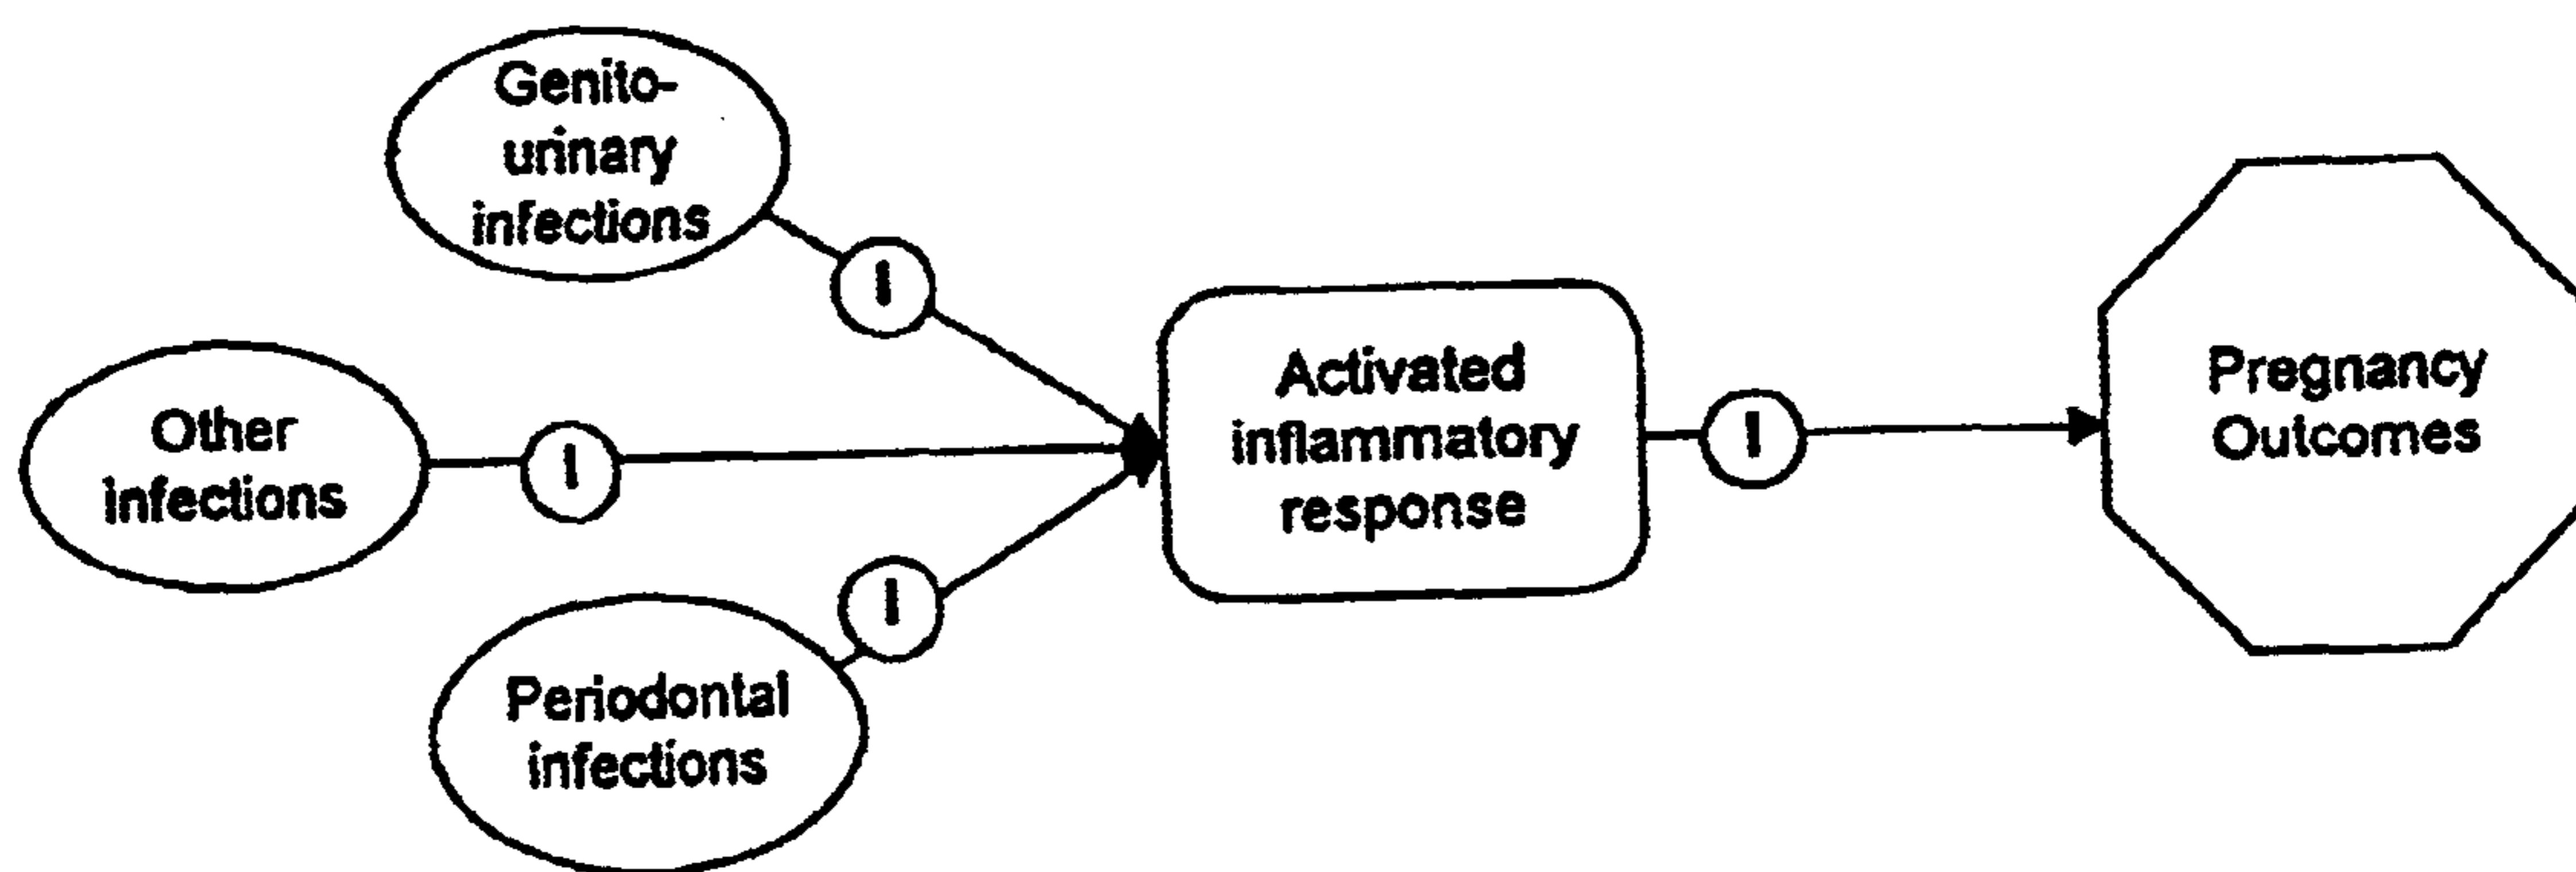 Genito-
urinary
infections
I
Other
infections
I
Periodontal
infections
I
Activated
inflammatory
response
I
Pregnancy
Outcomes